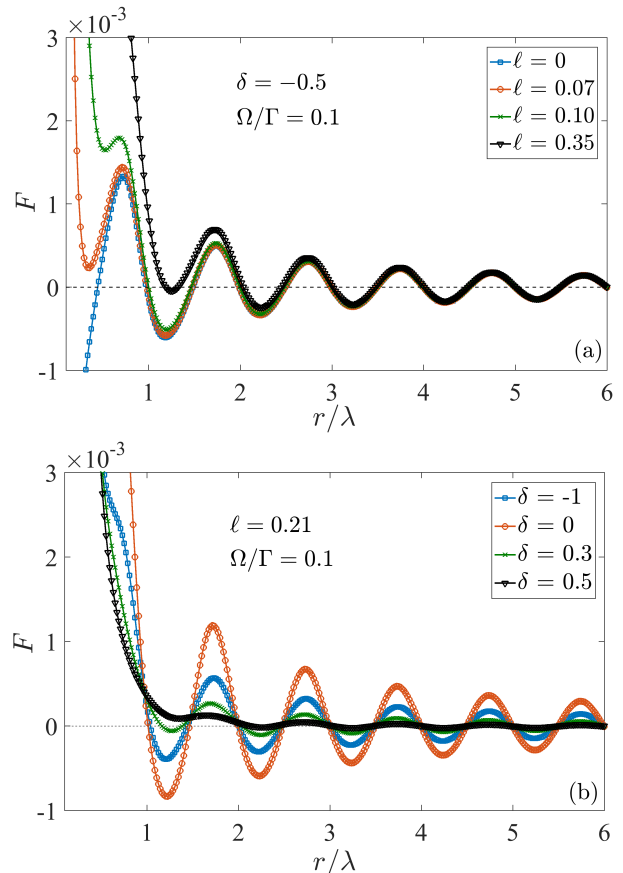 ×10⁻³
3
2
1
0
-1
F
δ = −0.5
Ω/Γ = 0.1
ℓ = 0
ℓ = 0.07
ℓ = 0.10
ℓ = 0.35
(a)
1 2 3 4 5 6
r/λ
×10⁻³
3
2
1
0
-1
F
ℓ = 0.21
Ω/Γ = 0.1
δ = -1
δ = 0
δ = 0.3
δ = 0.5
(b)
1 2 3 4 5 6
r/λ